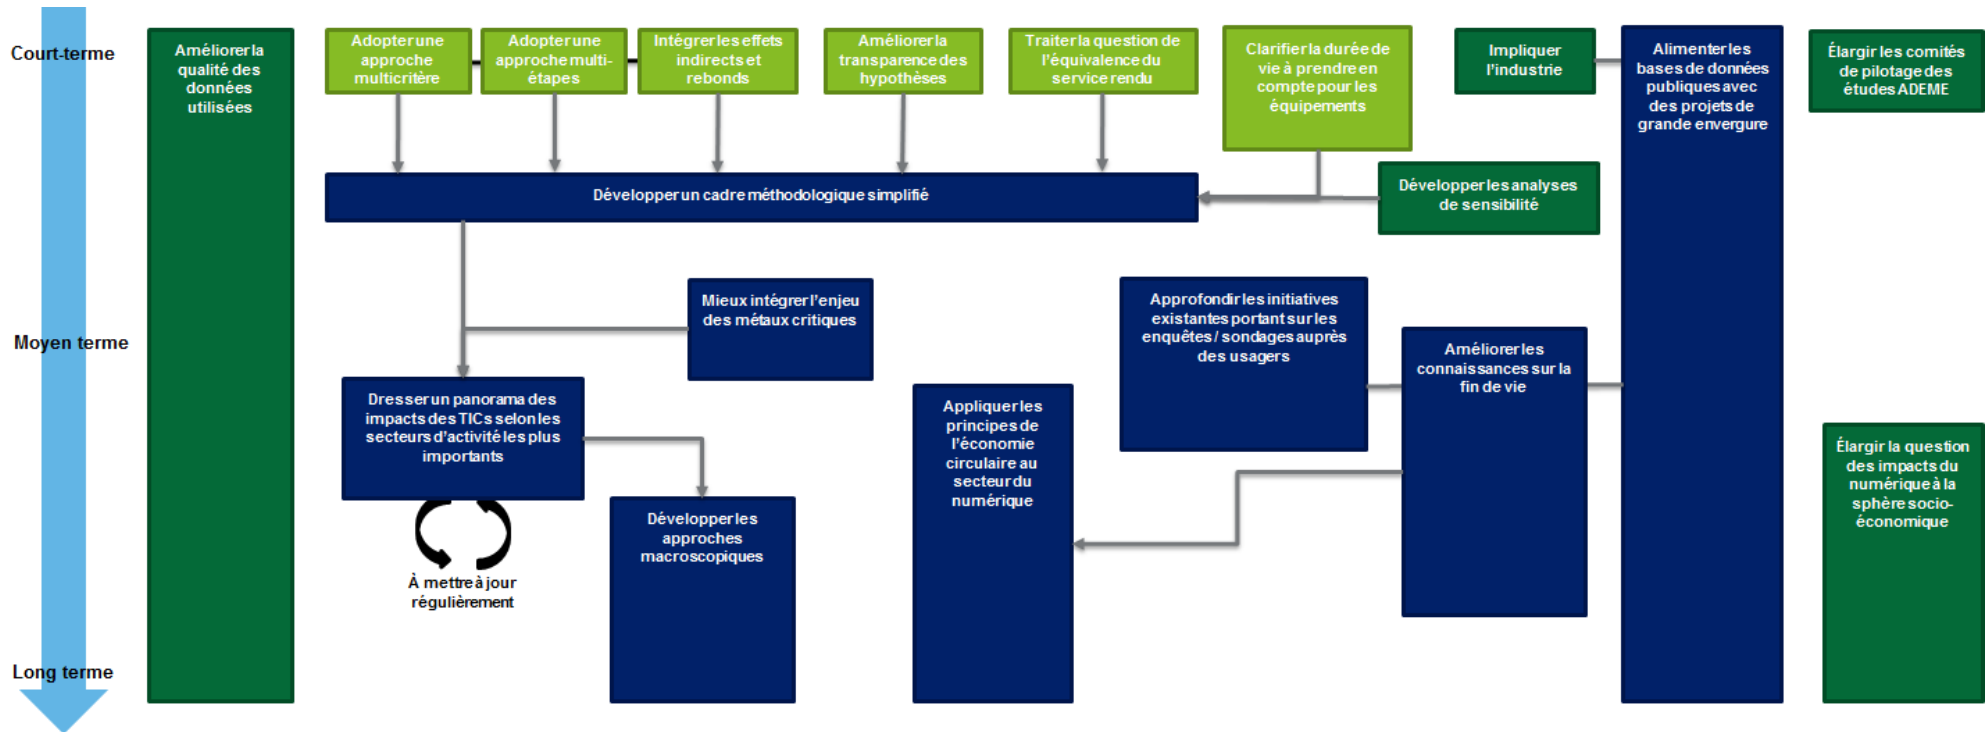 Court-terme
Améliorer la
qualité des
données
utilisées
Adopter une
approche
multicritère
Adopter une
approche multi-
étapes
Intégrer les effets
indirects et
rebonds
Améliorer la
transparence des
hypothèses
Traiter la question de
l'équivalence du
service rendu
Clarifier la durée de
vie à prendre en
compte pour les
équipements
Impliquer
l'industrie
Alimenter les
bases de données
publiques avec
des projets de
grande envergure
Élargir les comités
de pilotage des
études ADEME
Développer un cadre méthodologique simplifié
Développer les analyses
de sensibilité
Moyen terme
Mieux intégrer l'enjeu
des métaux critiques
Approfondir les initiatives
existantes portant sur les
enquêtes / sondages auprès
des usagers
Améliorer les
connaissances sur la
fin de vie
Dresser un panorama des
impacts des TICs selon les
secteurs d'activité les plus
importants
Appliquer les
principes de
l'économie
circulaire au
secteur du
numérique
Élargir la question
des impacts du
numérique à la
sphère socio-
économique
Développer les
approches
macroscopiques
À mettre à jour
régulièrement
Long terme